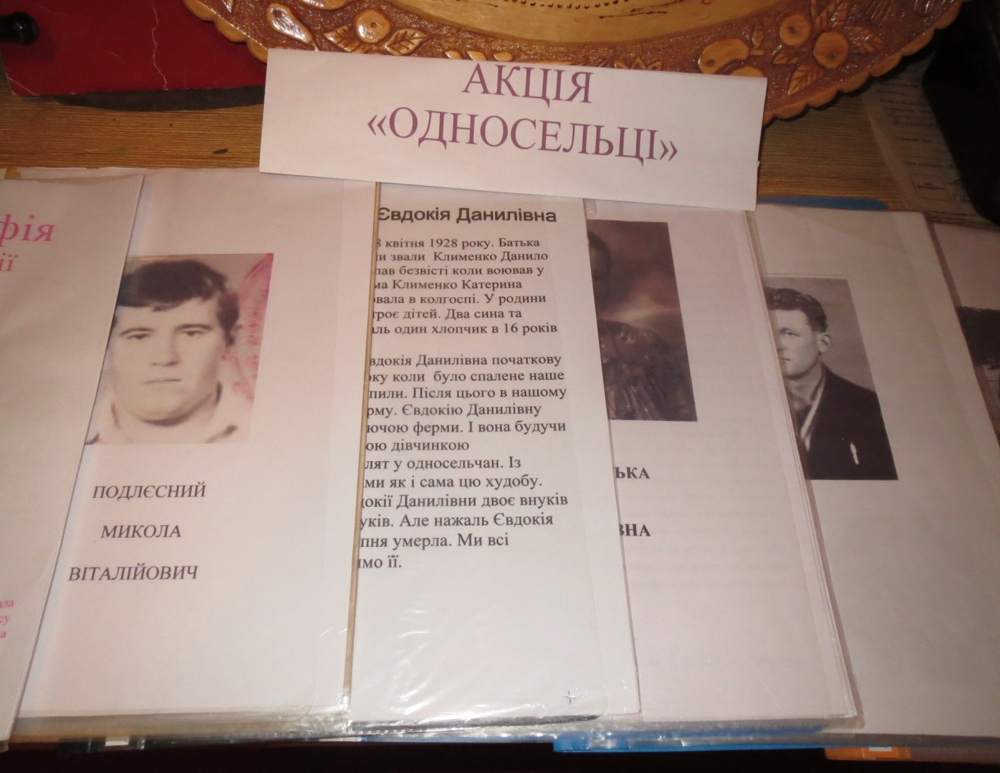 АКЦІЯ
«ОДНОСЕЛЬЦІ»
фія
ії
ПОДЛЄСНИЙ
МИКОЛА
ВІТАЛІЙОВИЧ
Євдокія Данилівна
8 квітня 1928 року. Батька
ги звали Клименко Данило
пав безвісті коли воював у
ма Клименко Катерина
овала в колгоспі. У родини
троє дітей. Два сина та
аль один хлопчик в 16 років
вдокія Данилівна початкову
оку коли було спалене наше
пили. Після цього в нашому
рму. Євдокію Данилівну
ючою ферми. І вона будучи
ою дівчинкою
лят у односельчан. Із
ми як і сама цю худобу.
докії Данилівни двоє внуків
уків. Але нажаль Євдокія
пня умерла. Ми всі
імо її.
ЬКА
ВНА